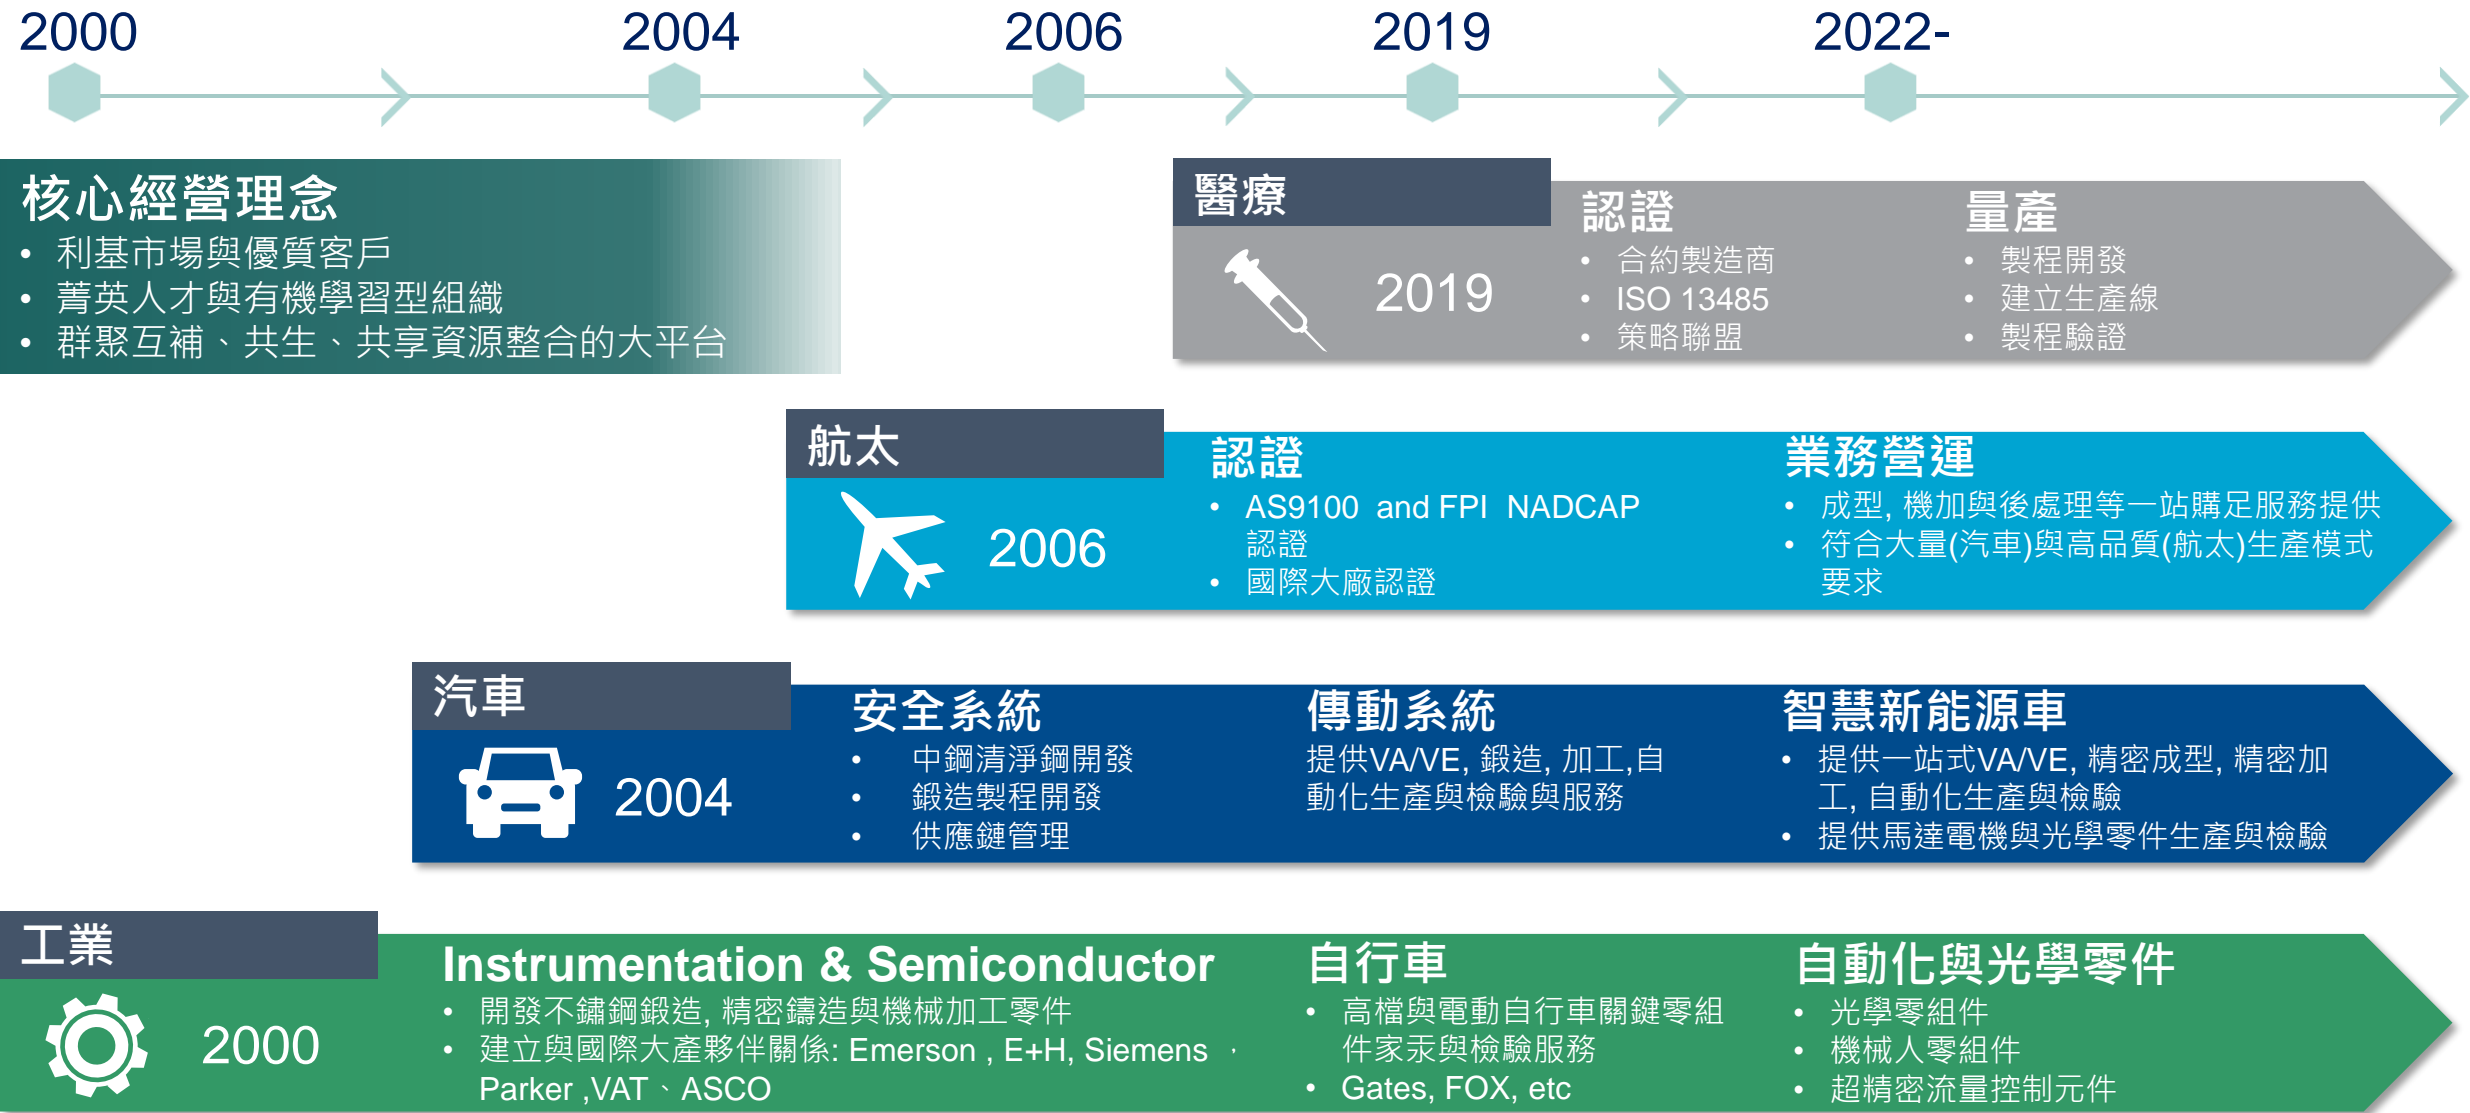 2000
2004
2006
2019
2022-
核心經營理念
• 利基市場與優質客戶
• 菁英人才與有機學習型組織
• 群聚互補、共生、共享資源整合的大平台
醫療
2019
認證
• 合約製造商
• ISO 13485
• 策略聯盟
量產
• 製程開發
• 建立生產線
• 製程驗證
航太
2006
認證
• AS9100 and FPI NADCAP
認證
• 國際大廠認證
業務營運
• 成型, 機加與後處理等一站購足服務提供
• 符合大量(汽車)與高品質(航太)生產模式
要求
汽車
2004
安全系統
• 中鋼清淨鋼開發
• 鍛造製程開發
• 供應鏈管理
傳動系統
提供VA/VE, 鍛造, 加工,自
動化生產與檢驗與服務
智慧新能源車
• 提供一站式VA/VE, 精密成型, 精密加
工, 自動化生產與檢驗
• 提供馬達電機與光學零件生產與檢驗
工業
2000
Instrumentation & Semiconductor
• 開發不鏽鋼鍛造, 精密鑄造與機械加工零件
• 建立與國際大產夥伴關係: Emerson , E+H, Siemens ，
Parker ,VAT、ASCO
自行車
• 高檔與電動自行車關鍵零組
件家汞與檢驗服務
• Gates, FOX, etc
自動化與光學零件
• 光學零組件
• 機械人零組件
• 超精密流量控制元件